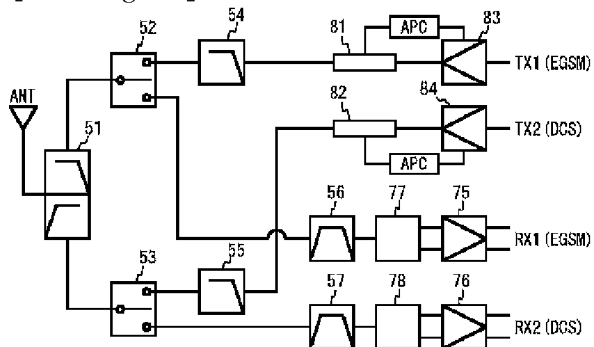 52
54
81
APC
83
TX1 (EGSM)
ANT
51
82
84
TX2 (DCS)
APC
56
77
75
RX1 (EGSM)
53
55
57
78
76
RX2 (DCS)